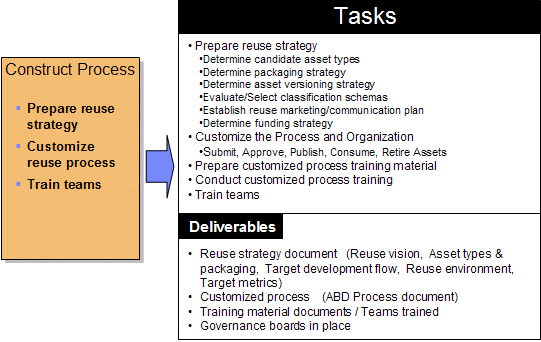 Construct Process
▪ Prepare reuse
strategy
▪ Customize
reuse process
▪ Train teams
Tasks
• Prepare reuse strategy
•Determine candidate asset types
•Determine packaging strategy
•Determine asset versioning strategy
•Evaluate/Select classification schemas
•Establish reuse marketing/communication plan
•Determine funding strategy
• Customize the Process and Organization
•Submit, Approve, Publish, Consume, Retire Assets
• Prepare customized process training material
• Conduct customized process training
• Train teams
Deliverables
• Reuse strategy document (Reuse vision, Asset types &
packaging, Target development flow, Reuse environment,
Target metrics)
• Customized process (ABD Process document)
• Training material documents / Teams trained
• Governance boards in place